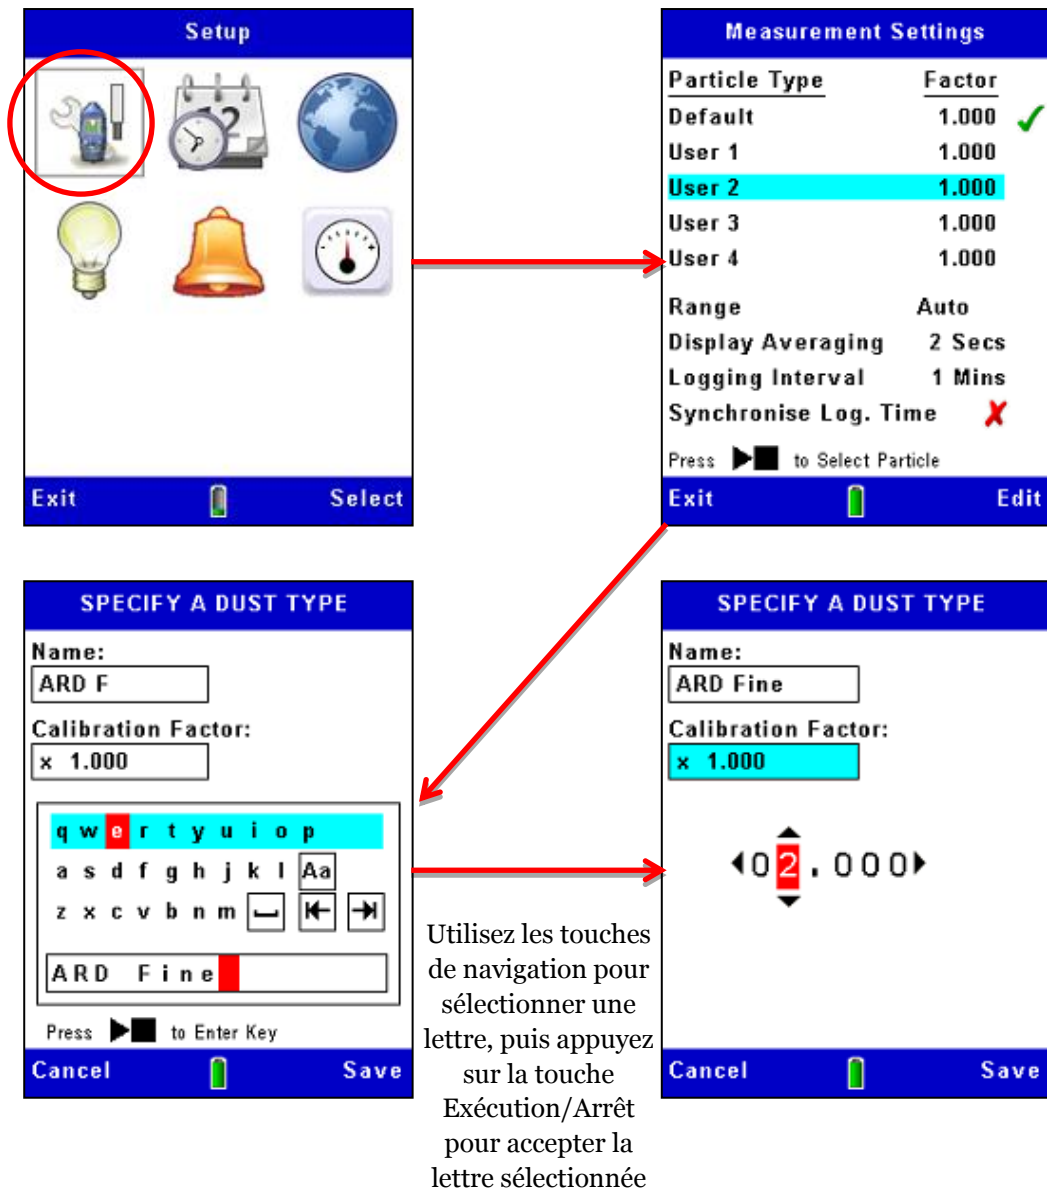 Setup
12
Exit
Select
Measurement Settings
Particle Type Factor
Default 1.000
User 1 1.000
User 2 1.000
User 3 1.000
User 4 1.000
Range Auto
Display Averaging 2 Secs
Logging Interval 1 Mins
Synchronise Log. Time
Press to Select Particle
Exit
Edit
SPECIFY A DUST TYPE
Name:
ARD F
Calibration Factor:
x 1.000
q w e r t y u i o p
a s d f g h j k l Aa
z x c v b n m
ARD Fine
Press to Enter Key
Cancel
Save
Utilisez les touches
de navigation pour
sélectionner une
lettre, puis appuyez
sur la touche
Exécution/Arrêt
pour accepter la
lettre sélectionnée
SPECIFY A DUST TYPE
Name:
ARD Fine
Calibration Factor:
x 1.000
02.000
Cancel
Save